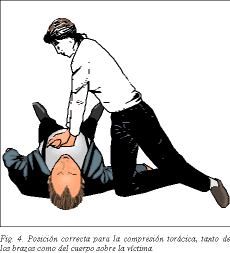 Fig. 4. Posición correcta para la compresión torácica, tanto de
los brazos como del cuerpo sobre la víctima.